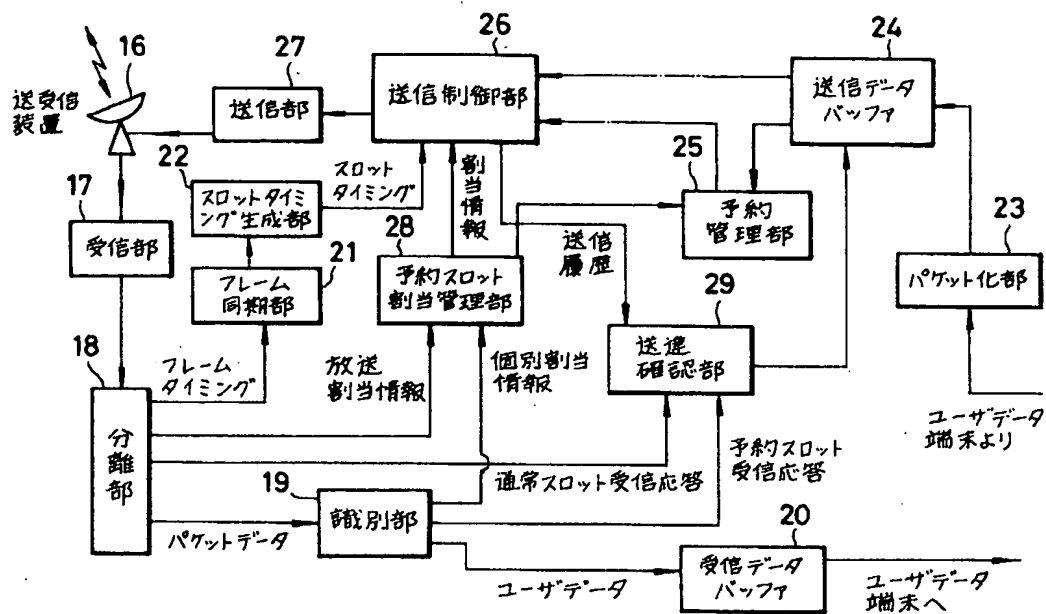 16
送受信
装置
27
送信部
26
送信制御部
24
送信データ
バッファ
22
スロットタイミ
ング生成部
スロット
タイミング
割当情報
25
予約
管理部
17
受信部
21
フレーム
同期部
28
予約スロット
割当管理部
送信
履歴
23
パケット化部
29
送達
確認部
18
分離部
フレーム
タイミング
放送
割当情報
個別割当
情報
ユーザデータ
端末より
通常スロット受信応答
予約スロット
受信応答
19
識別部
パケットデータ
ユーザデータ
20
受信データ
バッファ
ユーザデータ
端末へ